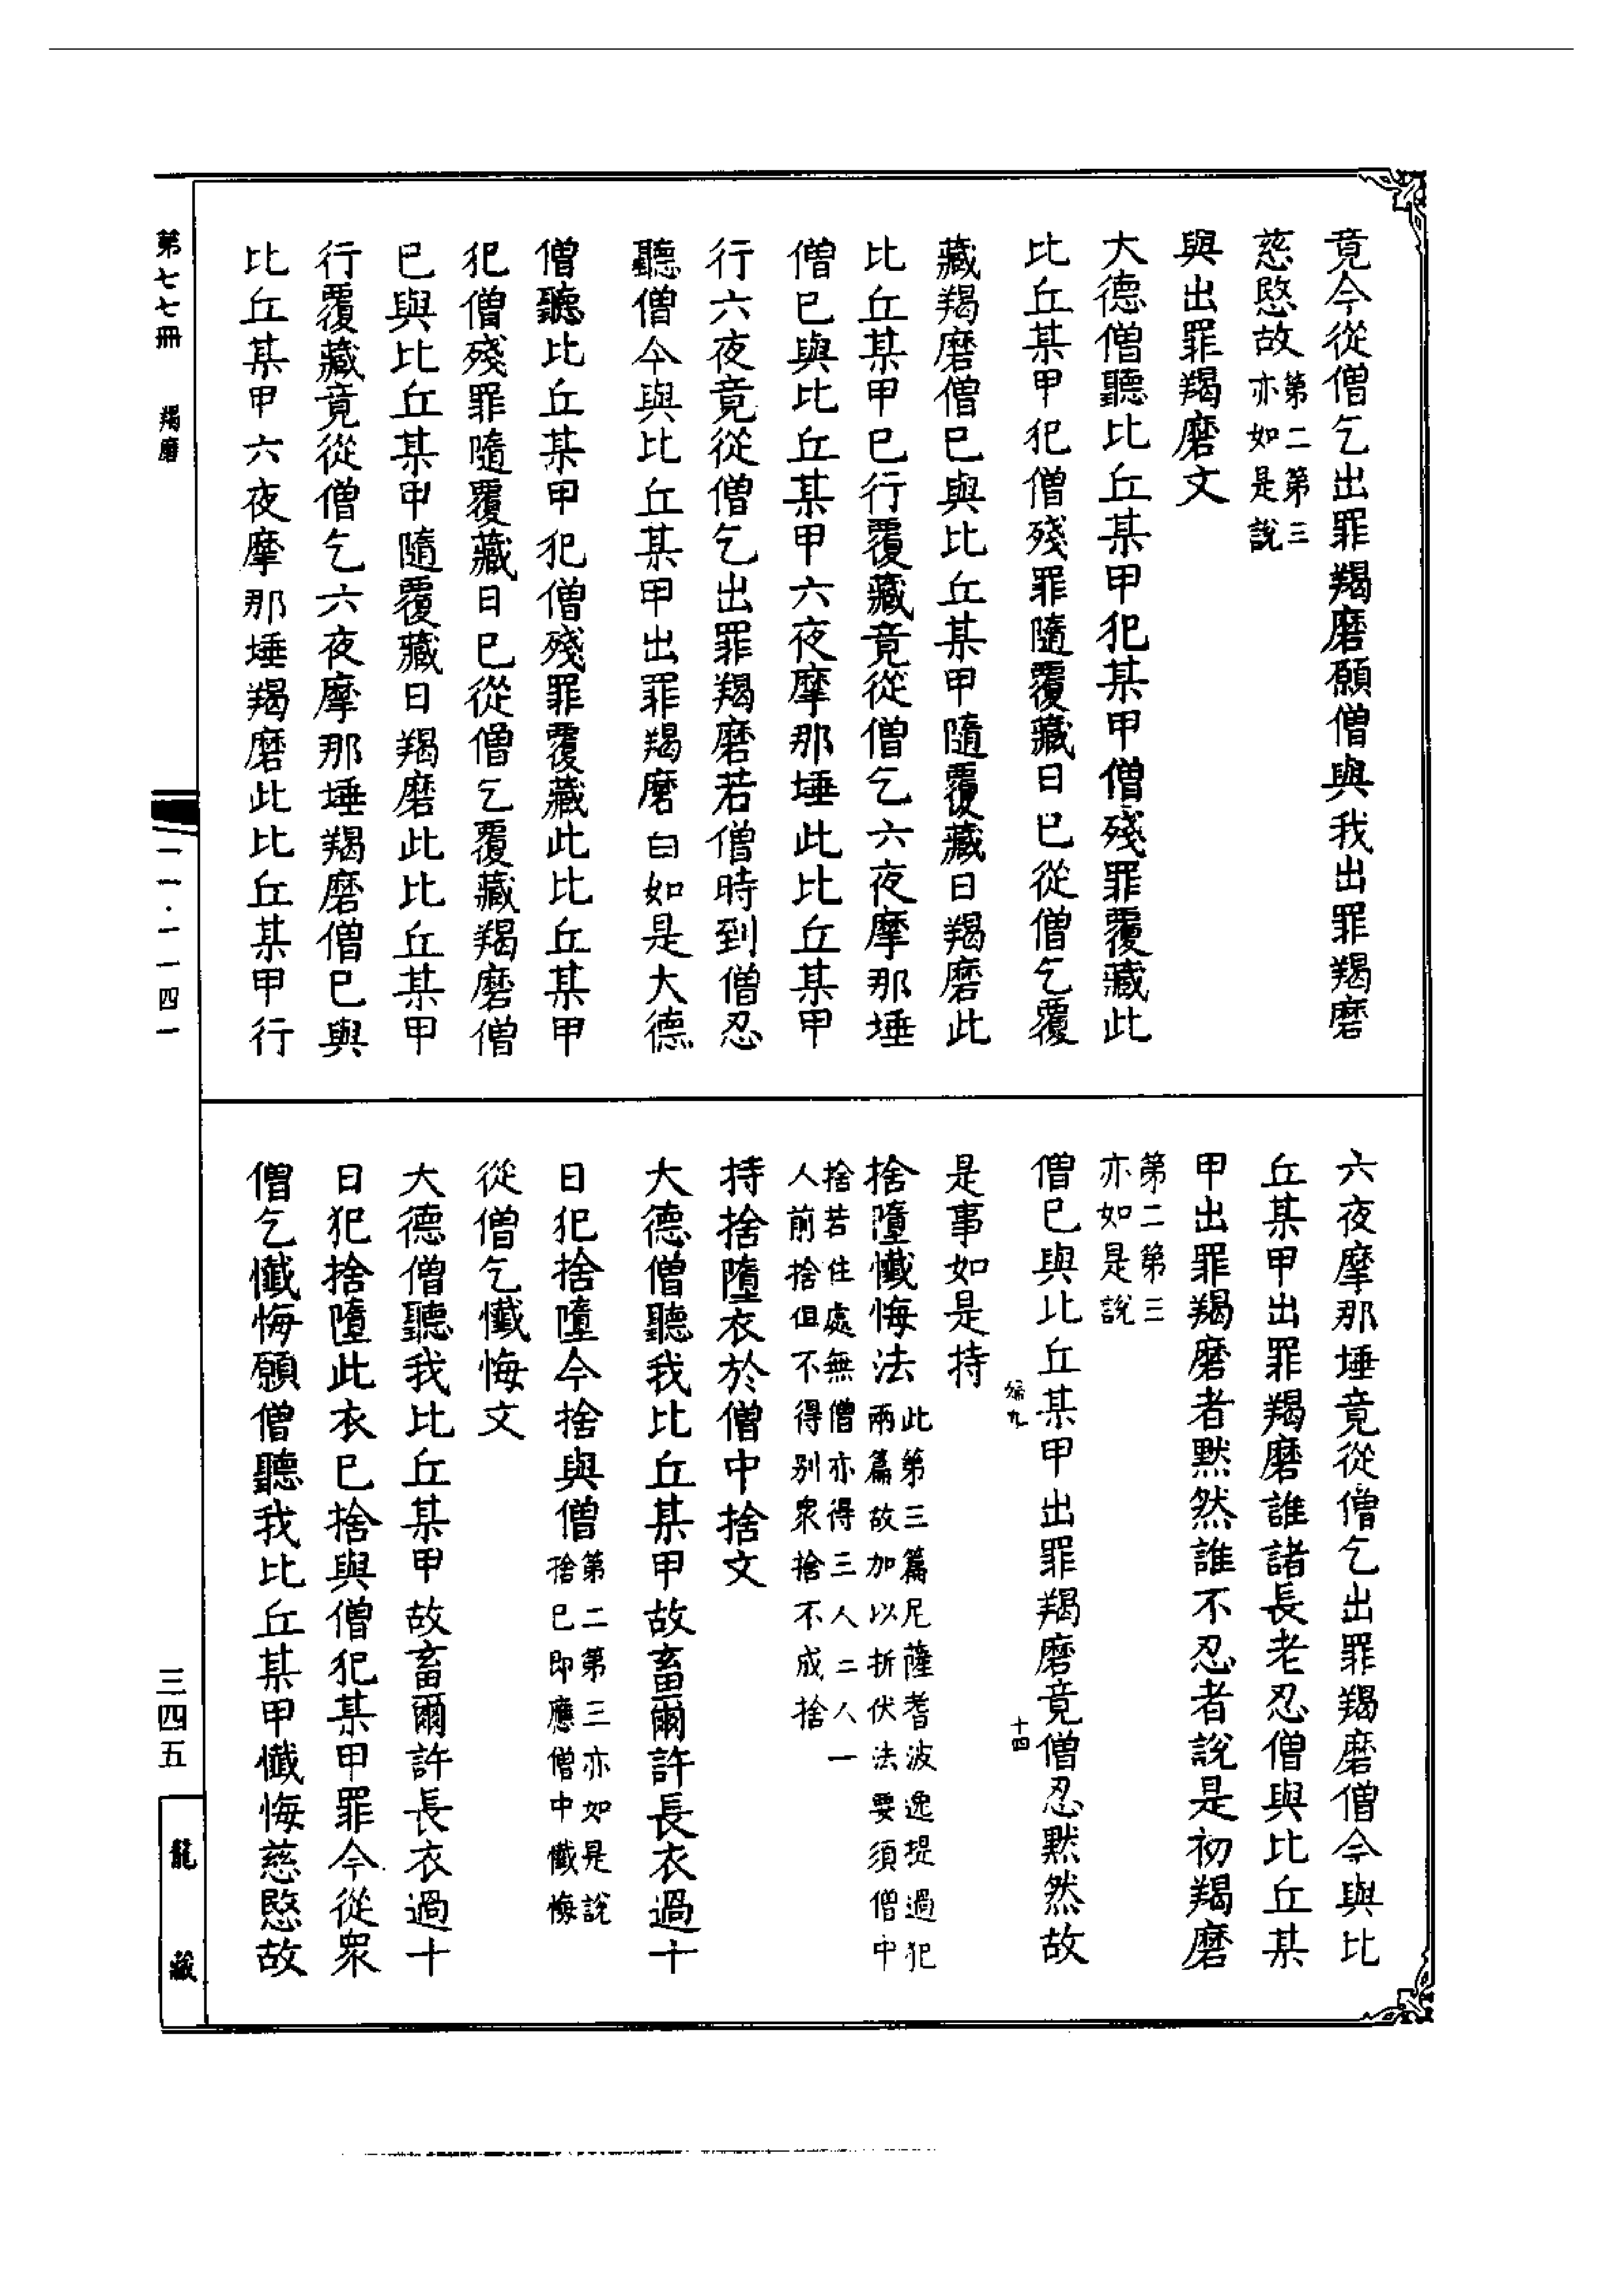 竟今從僧乞出罪羯磨願僧與我出罪羯磨
慈愍故第二第三亦如是說
與出罪羯磨文
大德僧聽比丘某甲犯某甲僧殘罪覆藏此
比丘某甲犯僧殘罪隨覆藏日已從僧乞覆
藏羯磨僧已與比丘某甲隨覆藏日羯磨此
比丘某甲已行覆藏竟從僧乞六夜摩那埵
僧已與比丘某甲六夜摩那埵此比丘某甲
行六夜竟從僧乞出罪羯磨若僧時到僧忍
聽僧今與比丘某甲出罪羯磨白如是大德
僧聽比丘某甲犯僧殘罪覆藏此比丘某甲
犯僧殘罪隨覆藏日已從僧乞覆藏羯磨僧
已與比丘某甲隨覆藏日羯磨此比丘某甲
行覆藏竟從僧乞六夜摩那埵羯磨僧已與
比丘某甲六夜摩那埵羯磨此比丘某甲行
六夜摩那埵竟從僧乞出罪羯磨僧今與比
丘某甲出罪羯磨誰諸長老忍僧與比丘某
甲出罪羯磨者默然誰不忍者說是初羯磨
第二第三亦如是說
僧已與比丘某甲出罪羯磨竟僧忍默然故
十四
是事如是持
捨墮懺悔法此第三篇尼薩耆波逸提過犯兩篇故加以折伏法要須僧中
捨若住處無僧亦得三人二人一人前捨但不得別眾捨不成捨
持捨墮衣於僧中捨文
大德僧聽我比丘某甲故畜爾許長衣過十
日犯捨墮今捨與僧第二第三亦如是說捨已即應僧中懺悔
從僧乞懺悔文
大德僧聽我比丘某甲故畜爾許長衣過十
日犯捨墮此衣已捨與僧犯某甲罪今從眾
僧乞懺悔願僧聽我比丘某甲懺悔慈愍故
第七七冊 羯磨
一一·一一四一
三四五
龍藏